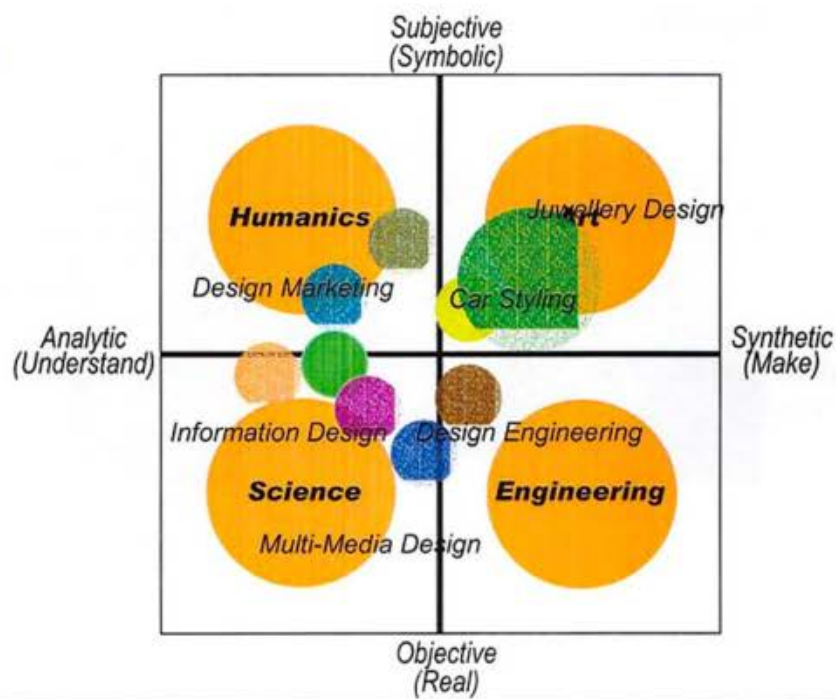 Subjective
(Symbolic)
Humanics
Juwellery Design
Art
Design Marketing
Car Styling
Analytic
(Understand)
Synthetic
(Make)
Information Design
Design Engineering
Science
Engineering
Multi-Media Design
Objective
(Real)